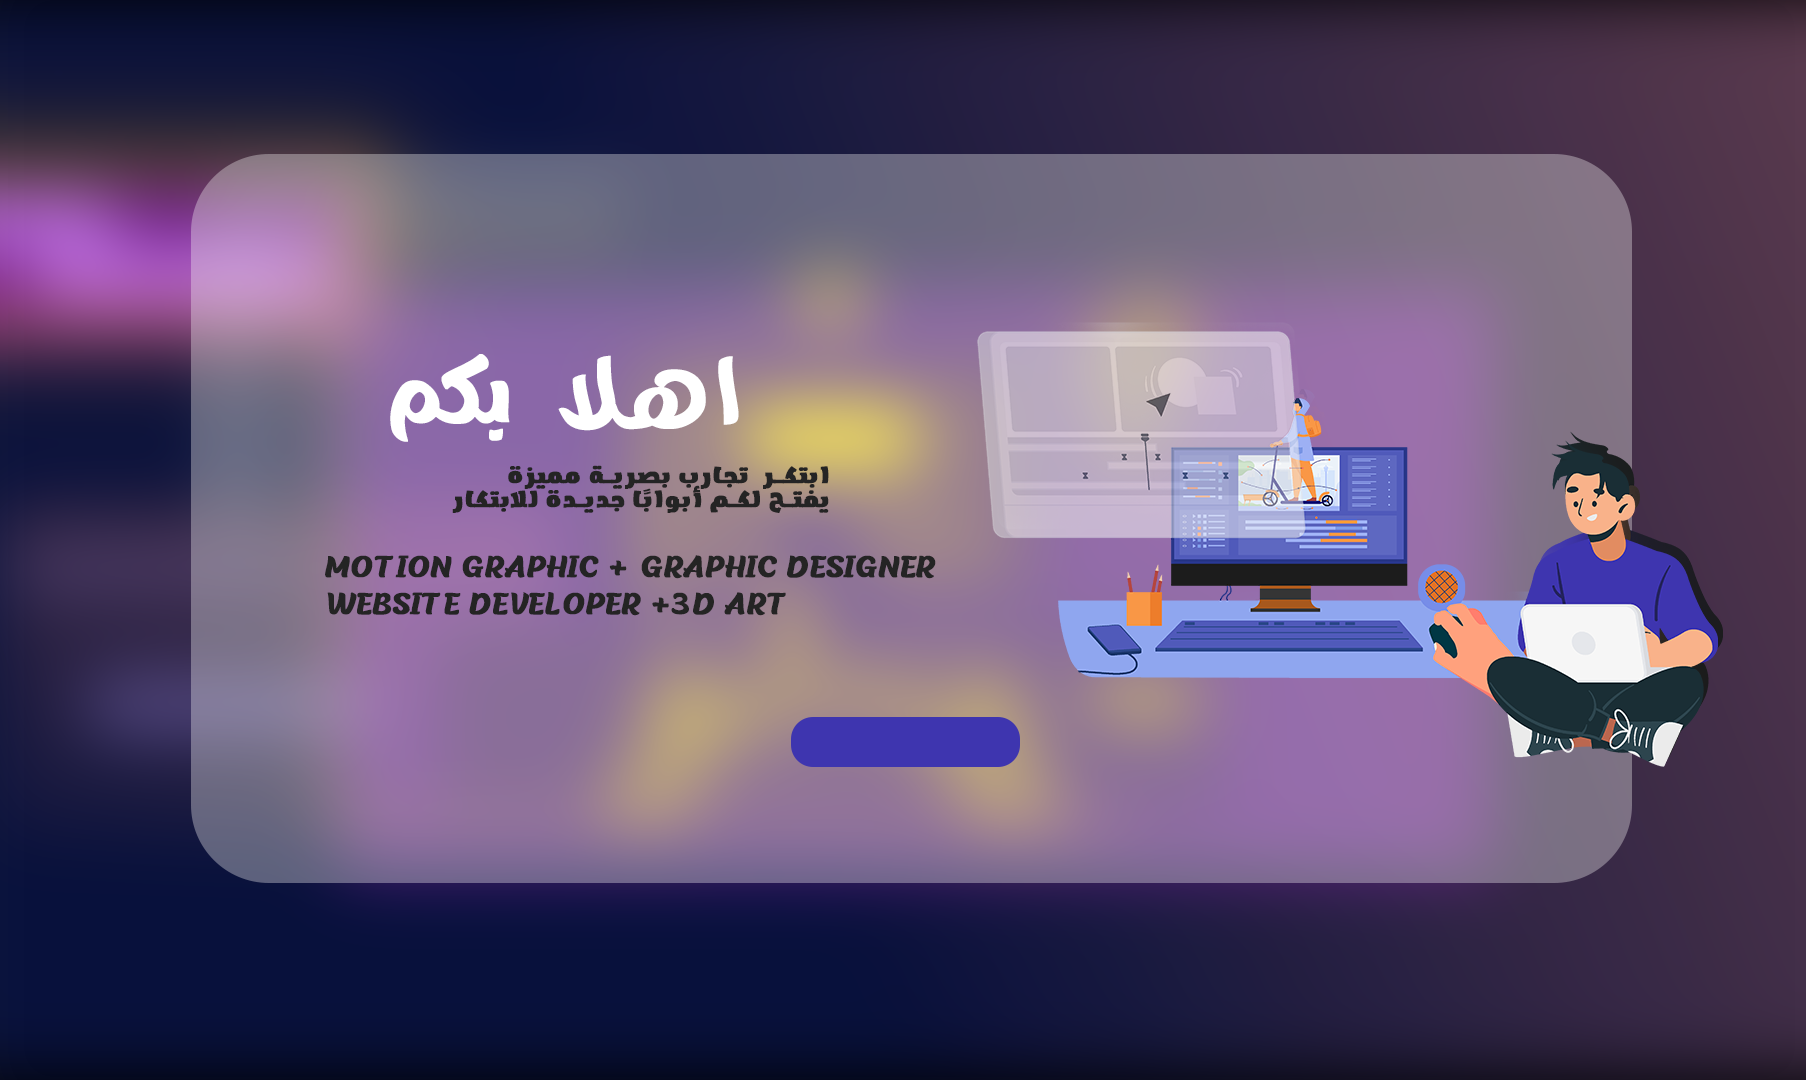 اهلا بكم
ابتكر تجارب بصرية مميزة
يفتح لكم أبوابًا جديدة للابتكار
MOTION GRAPHIC + GRAPHIC DESIGNER
WEBSITE DEVELOPER +3D ART